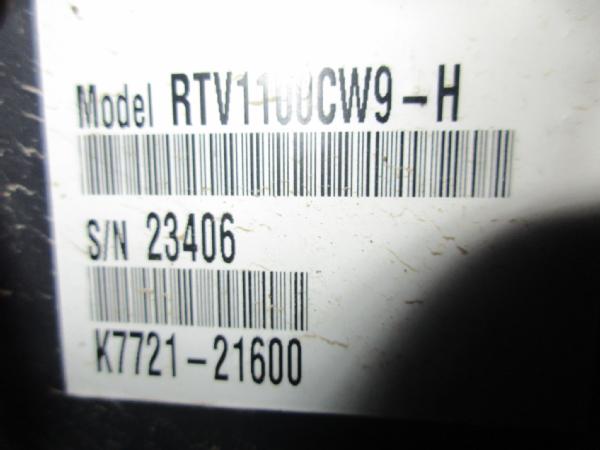 Model RTV1100CW9-H
S/N 23406
K7721-21600